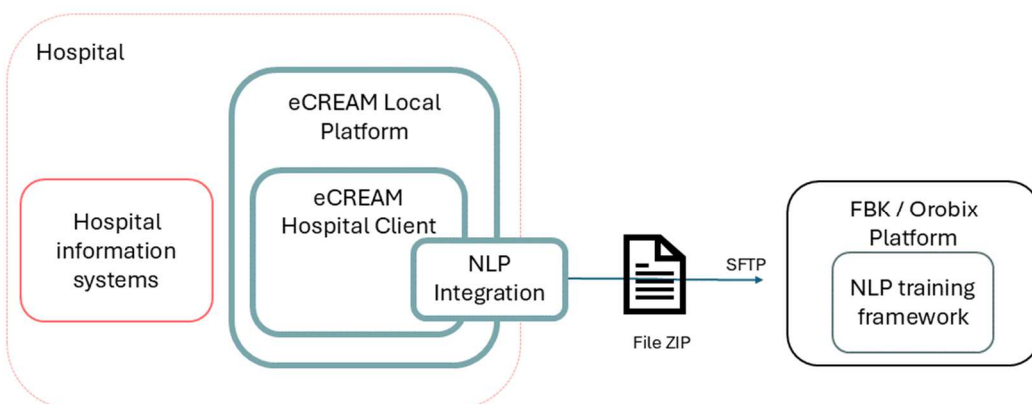 Hospital
eCREAM Local
Platform
eCREAM
Hospital Client
Hospital
information
systems
NLP
Integration
File ZIP
SFTP
FBK / Orobix
Platform
NLP training
framework